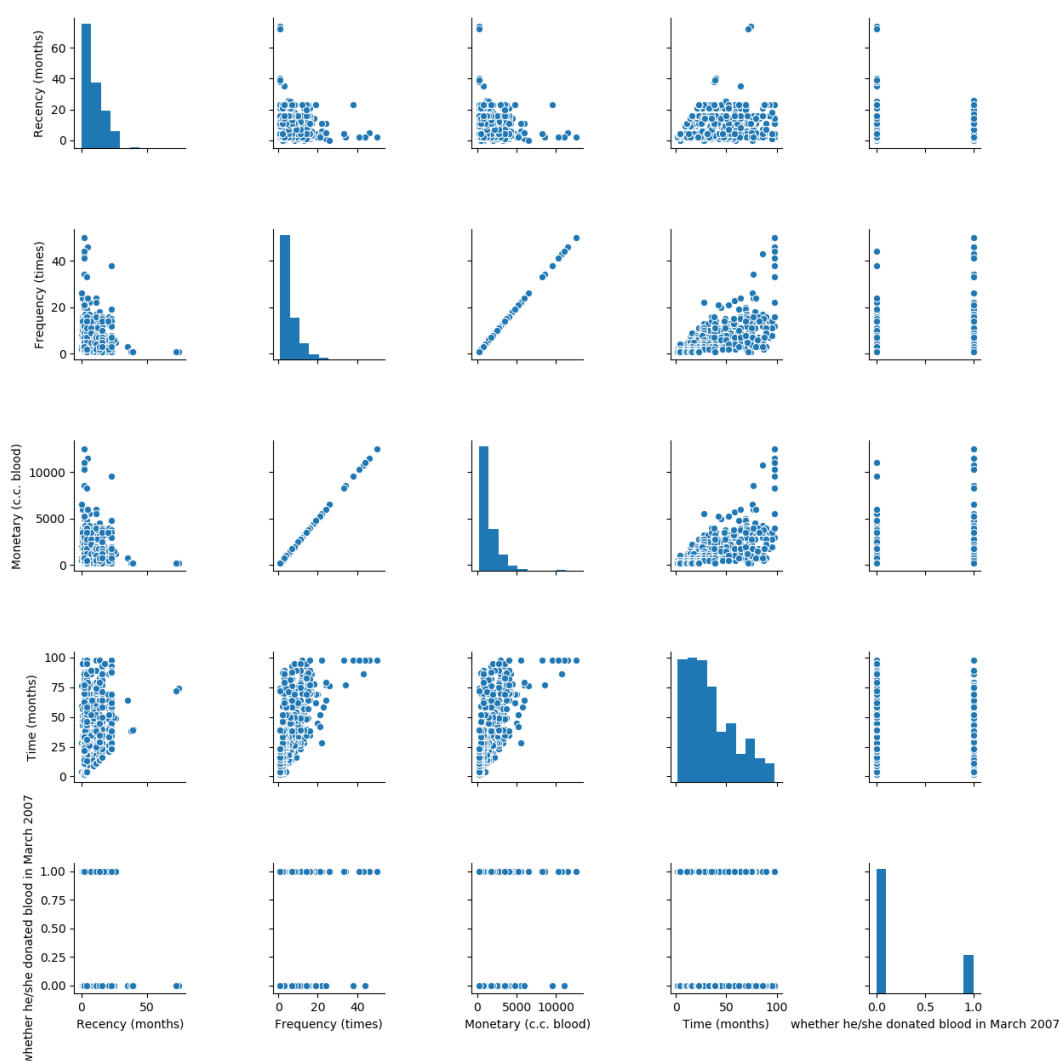 Recency (months)
60
40
20
0
Frequency (times)
40
20
0
Monetary (c.c. blood)
10000
5000
0
Time (months)
100
75
50
25
0
whether he/she donated blood in March 2007
1.00
0.75
0.50
0.25
0.00
0 50
Recency (months)
0 20 40
Frequency (times)
0 5000 10000
Monetary (c.c. blood)
0 50 100
Time (months)
0.0 0.5 1.0
whether he/she donated blood in March 2007